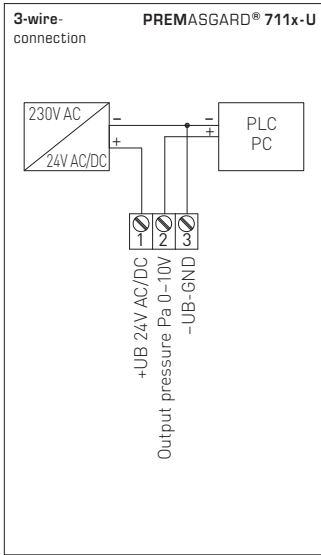 3-wire-
connection
PREMASGARD® 711x-U
230V AC
24V AC/DC
−
+
−
+
PLC
PC
1 2 3
+UB 24V AC/DC
Output pressure Pa 0–10V
–UB-GND